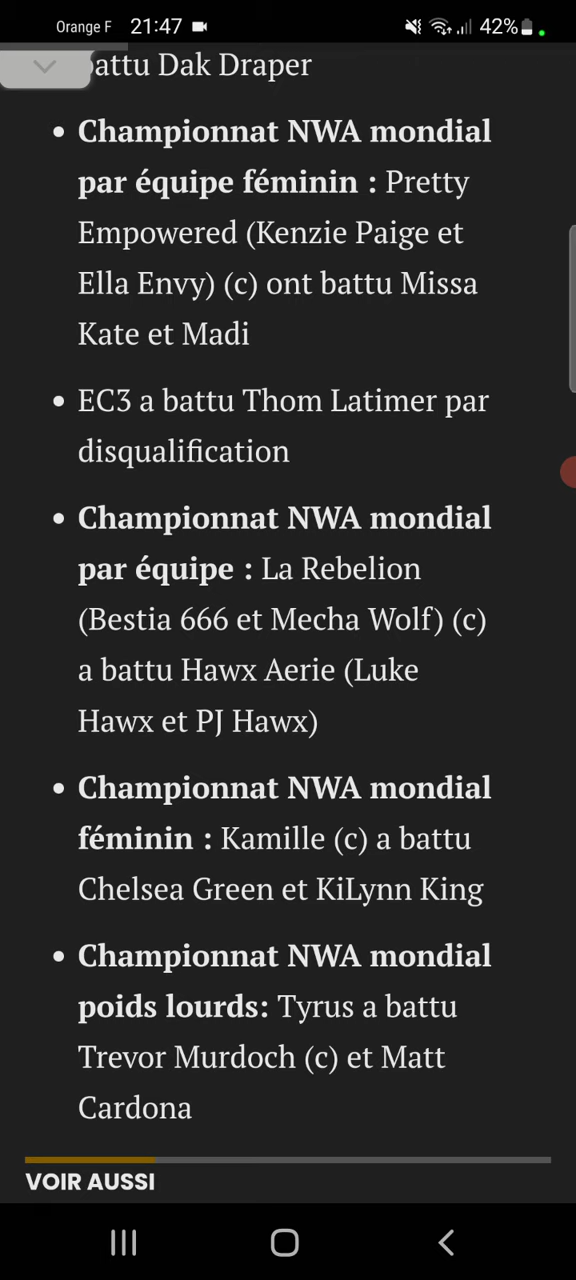 Orange F 21:47 42%
battu Dak Draper
• Championnat NWA mondial
par équipe féminin : Pretty
Empowered (Kenzie Paige et
Ella Envy) (c) ont battu Missa
Kate et Madi
• EC3 a battu Thom Latimer par
disqualification
• Championnat NWA mondial
par équipe : La Rebelion
(Bestia 666 et Mecha Wolf) (c)
a battu Hawx Aerie (Luke
Hawx et PJ Hawx)
• Championnat NWA mondial
féminin : Kamille (c) a battu
Chelsea Green et KiLynn King
• Championnat NWA mondial
poids lourds: Tyrus a battu
Trevor Murdoch (c) et Matt
Cardona
VOIR AUSSI